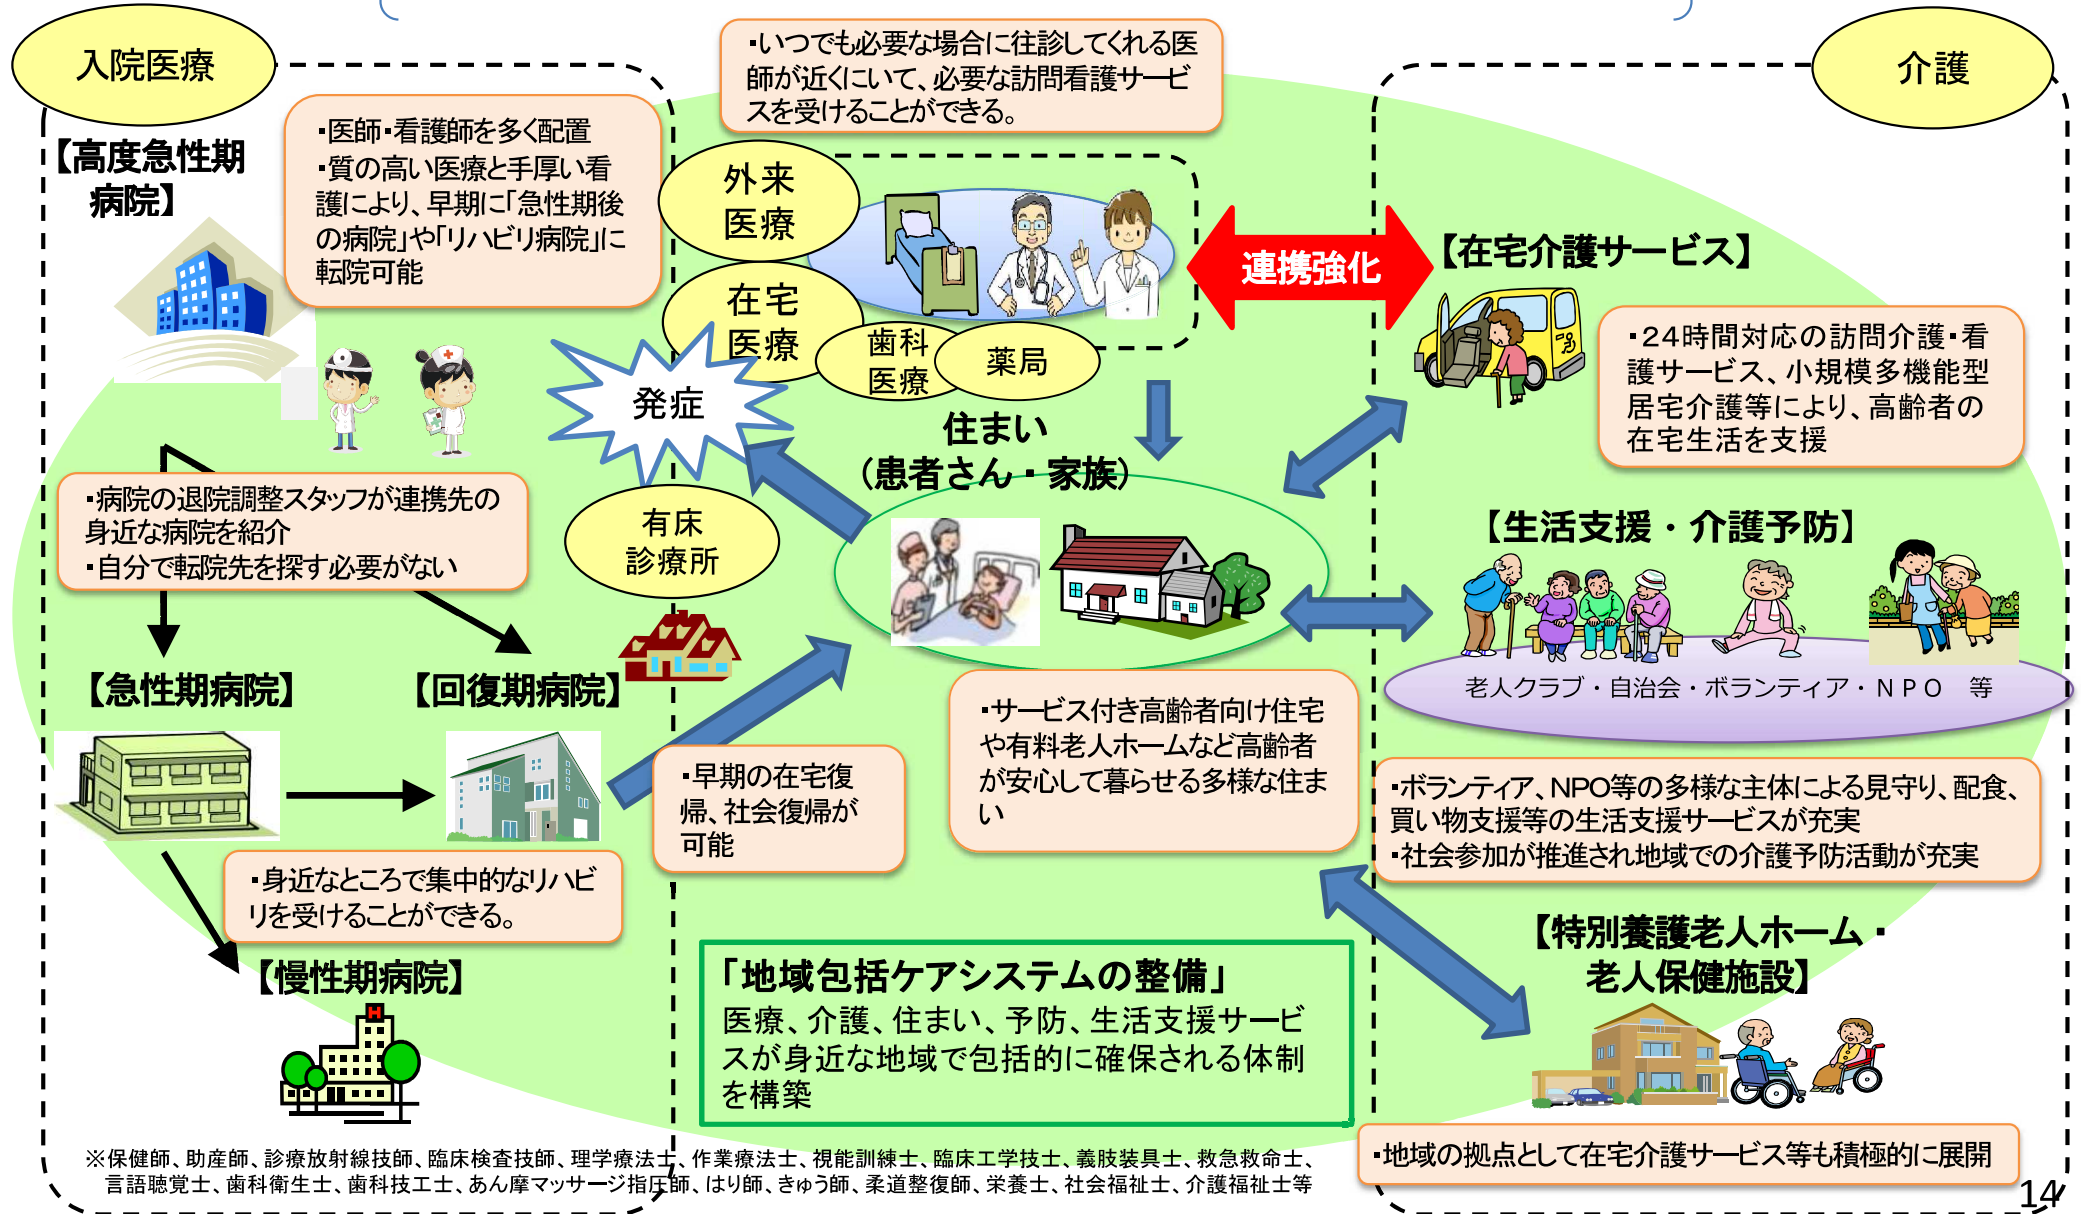 入院医療
介護
・いつでも必要な場合に往診してくれる医
師が近くにいて、必要な訪問看護サービ
スを受けることができる。
【高度急性期
病院】
・医師・看護師を多く配置
・質の高い医療と手厚い看
護により、早期に「急性期後
の病院」や「リハビリ病院」に
転院可能
外来
医療
在宅
医療
歯科
医療
薬局
連携強化
【在宅介護サービス】
・24時間対応の訪問介護・看
護サービス、小規模多機能型
居宅介護等により、高齢者の
在宅生活を支援
発症
住まい
(患者さん・家族)
・病院の退院調整スタッフが連携先の
身近な病院を紹介
・自分で転院先を探す必要がない
有床
診療所
【生活支援・介護予防】
老人クラブ・自治会・ボランティア・NPO 等
【急性期病院】
【回復期病院】
・サービス付き高齢者向け住宅
や有料老人ホームなど高齢者
が安心して暮らせる多様な住ま
い
・早期の在宅復
帰、社会復帰が
可能
・ボランティア、NPO等の多様な主体による見守り、配食、
買い物支援等の生活支援サービスが充実
・社会参加が推進され地域での介護予防活動が充実
・身近なところで集中的なリハビ
リを受けることができる。
【慢性期病院】
H
「地域包括ケアシステムの整備」
医療、介護、住まい、予防、生活支援サービ
スが身近な地域で包括的に確保される体制
を構築
【特別養護老人ホーム・
老人保健施設】
・地域の拠点として在宅介護サービス等も積極的に展開
※保健師、助産師、診療放射線技師、臨床検査技師、理学療法士、作業療法士、視能訓練士、臨床工学技士、義肢装具士、救急救命士、
言語聴覚士、歯科衛生士、歯科技工士、あん摩マッサージ指圧師、はり師、きゅう師、柔道整復師、栄養士、社会福祉士、介護福祉士等
14